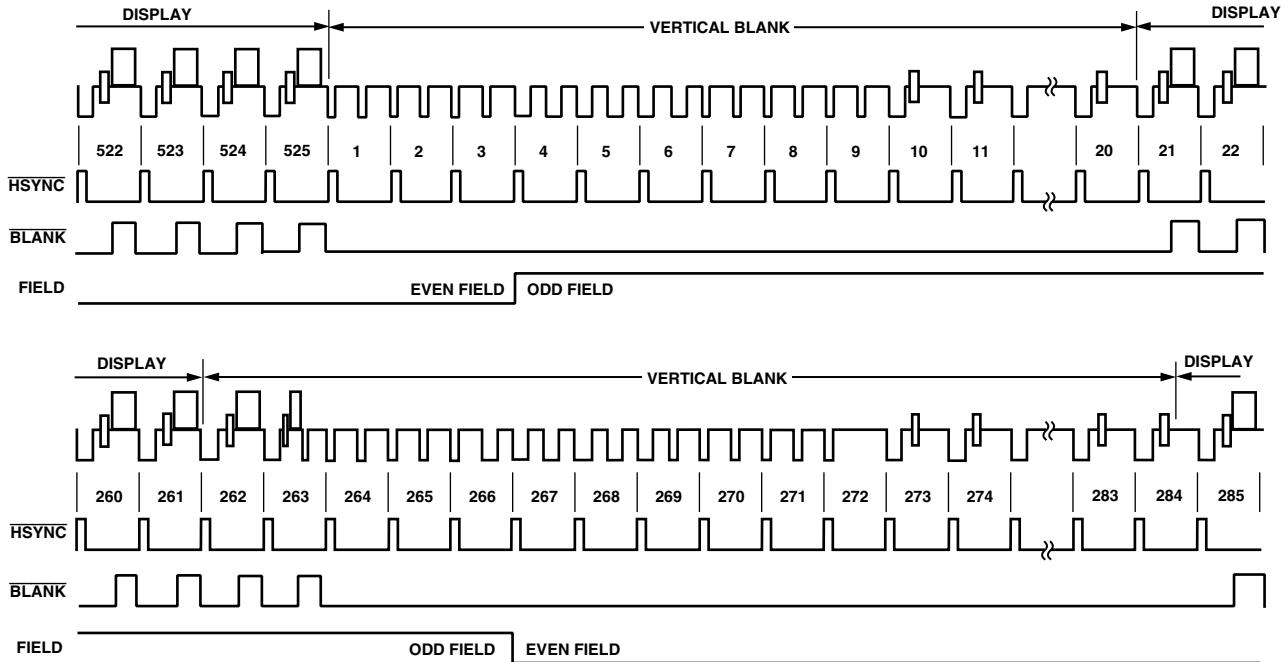 DISPLAY VERTICAL BLANK DISPLAY
522 523 524 525 1 2 3 4 5 6 7 8 9 10 11 20 21 22
HSYNC
BLANK
FIELD EVEN FIELD ODD FIELD
DISPLAY VERTICAL BLANK DISPLAY
260 261 262 263 264 265 266 267 268 269 270 271 272 273 274 283 284 285
HSYNC
BLANK
FIELD ODD FIELD EVEN FIELD